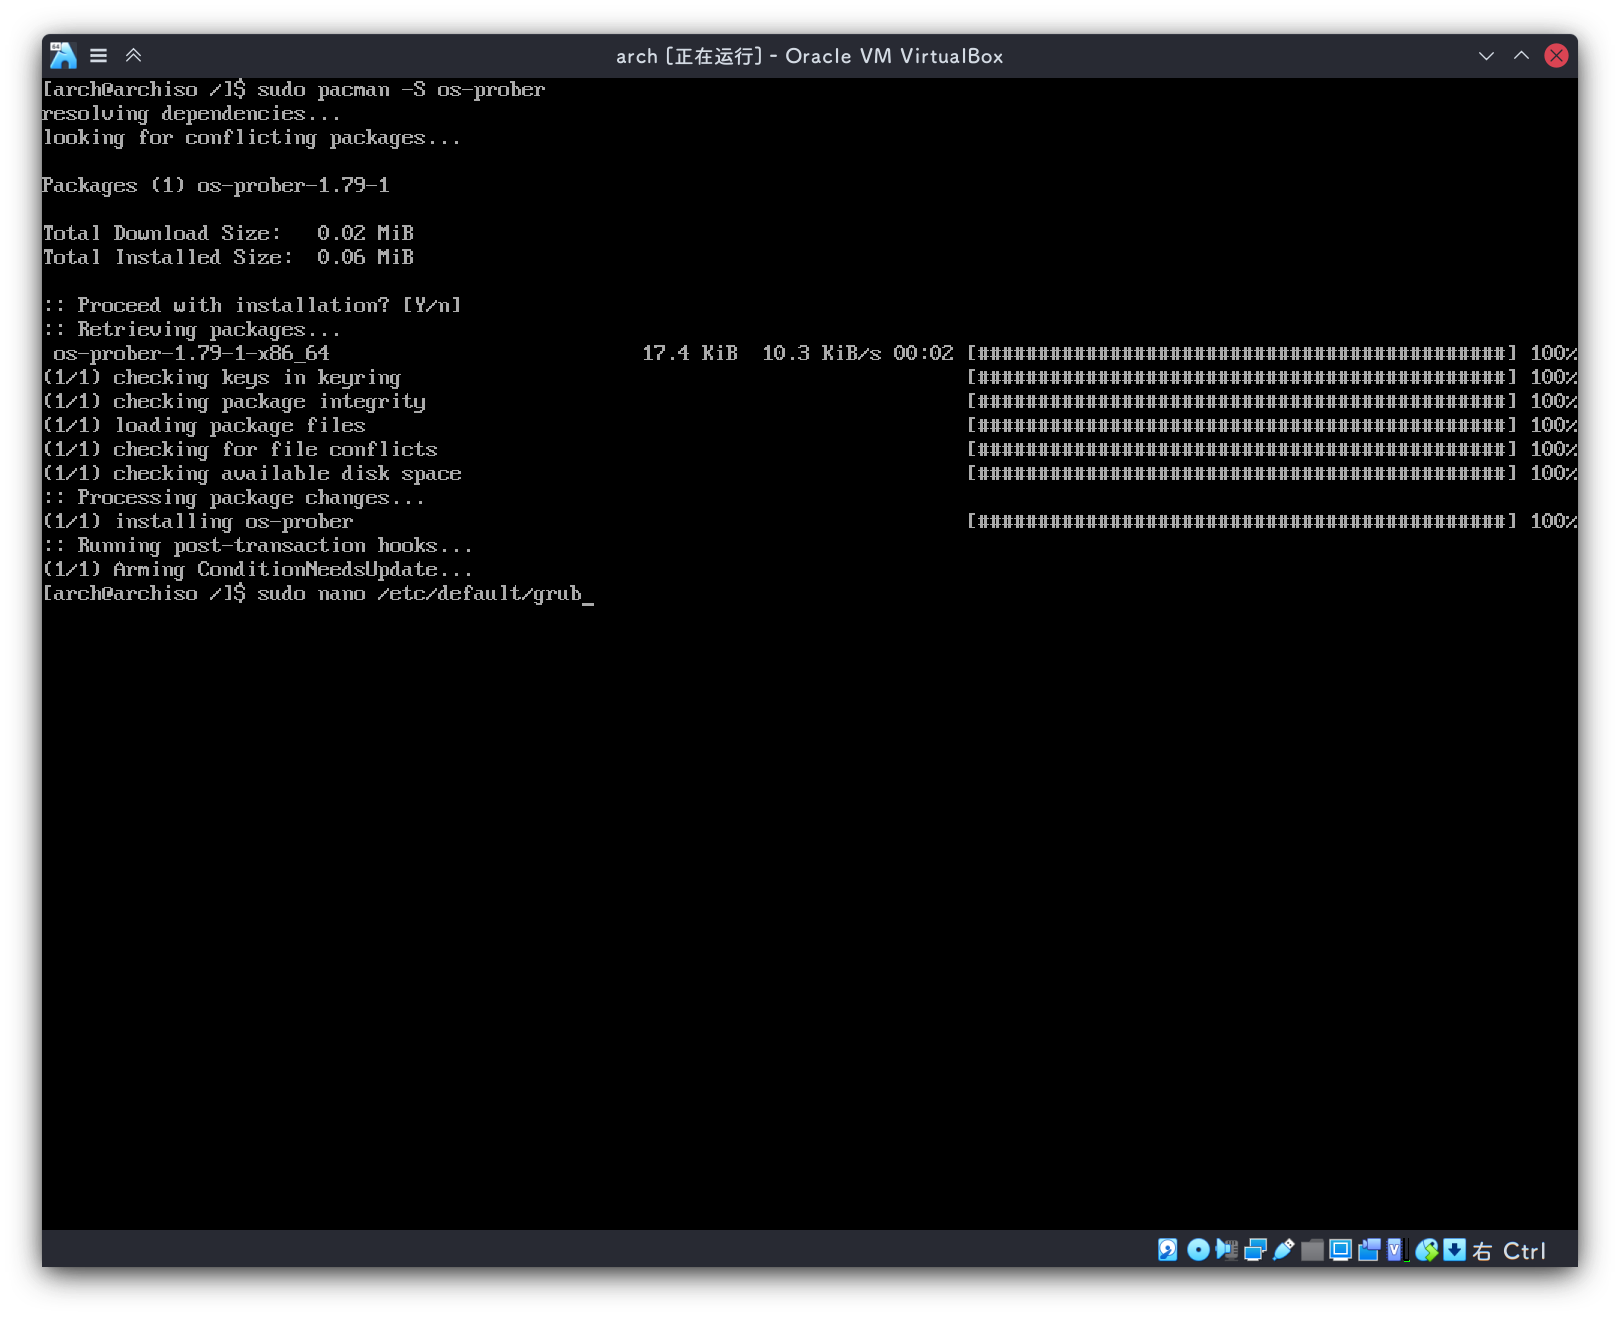 64
arch [正在运行] - Oracle VM VirtualBox
[arch@archiso /]$ sudo pacman -S os-prober
resolving dependencies...
looking for conflicting packages...
Packages (1) os-prober-1.79-1
Total Download Size:   0.02 MiB
Total Installed Size:  0.06 MiB
:: Proceed with installation? [Y/n]
:: Retrieving packages...
 os-prober-1.79-1-x86_64   17.4 KiB  10.3 KiB/s 00:02 [############################################] 100%
(1/1) checking keys in keyring   [############################################] 100%
(1/1) checking package integrity   [############################################] 100%
(1/1) loading package files   [############################################] 100%
(1/1) checking for file conflicts   [############################################] 100%
(1/1) checking available disk space   [############################################] 100%
:: Processing package changes...
(1/1) installing os-prober   [############################################] 100%
:: Running post-transaction hooks...
(1/1) Arming ConditionNeedsUpdate...
[arch@archiso /]$ sudo nano /etc/default/grub_
V 右 Ctrl